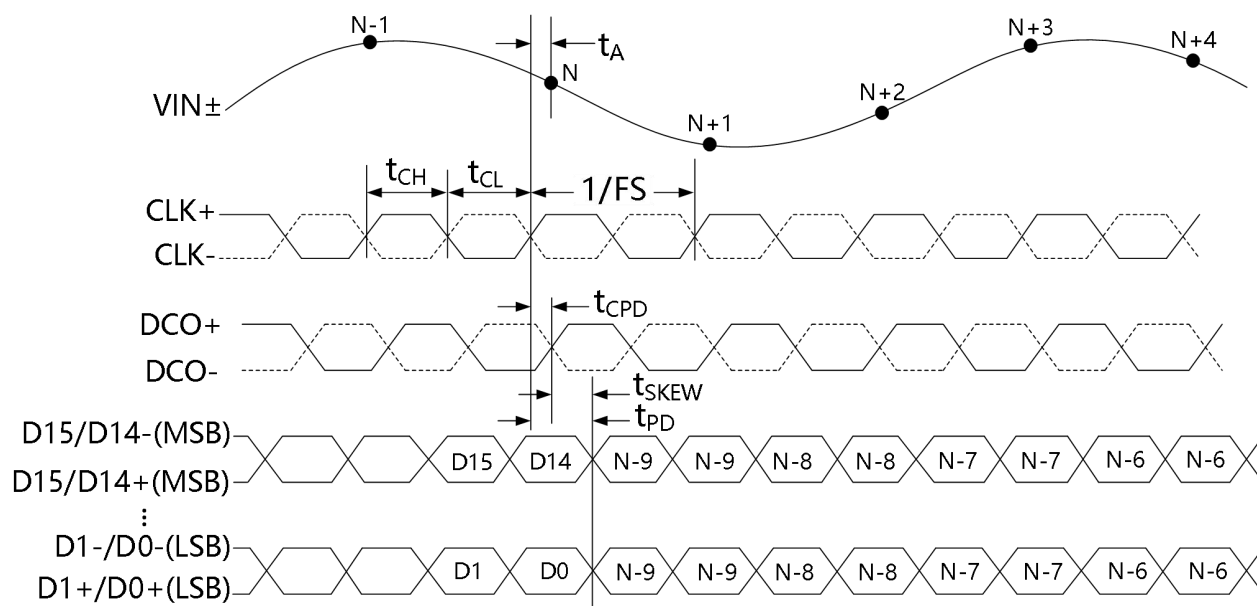 N-1
t_A
N
N+3
N+4
VIN±
N+2
N+1
t_CH
t_CL
1/FS
CLK+
CLK-
t_CPD
DCO+
DCO-
t_SKEW
t_PD
D15/D14-(MSB)
D15 D14 N-9 N-9 N-8 N-8 N-7 N-7 N-6 N-6
D15/D14+(MSB)
⋮
D1-/D0-(LSB)
D1 D0 N-9 N-9 N-8 N-8 N-7 N-7 N-6 N-6
D1+/D0+(LSB)